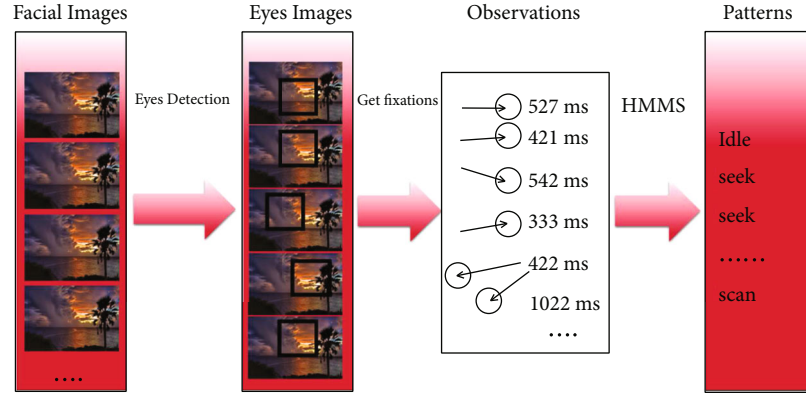 Facial Images
Eyes Images
Observations
Patterns
Eyes Detection
Get fixations
HMMS
527 ms
421 ms
542 ms
333 ms
422 ms
1022 ms
....
Idle
seek
seek
......
scan
....